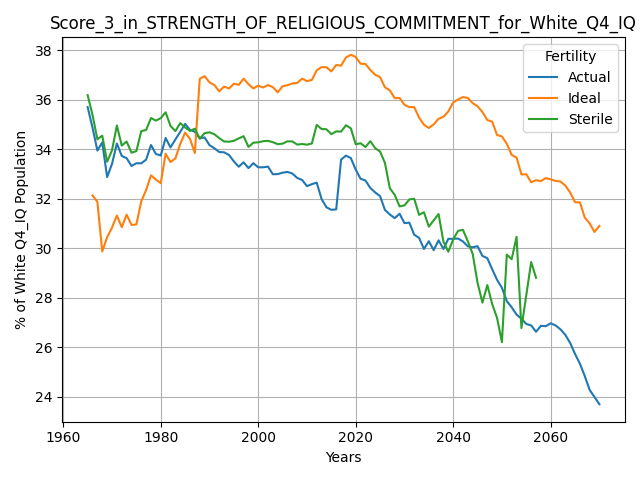 Score_3_in_STRENGTH_OF_RELIGIOUS_COMMITMENT_for_White_Q4_IQ
Fertility
Actual
Ideal
Sterile
% of White Q4_IQ Population
38
36
34
32
30
28
26
24
1960
1980
2000
2020
2040
2060
Years